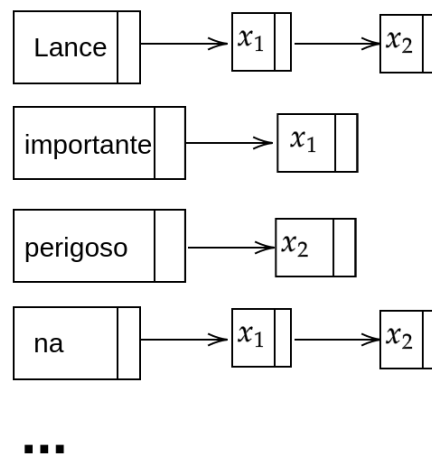 Lance x₁ x₂
importante x₁
perigoso x₂
na x₁ x₂
...